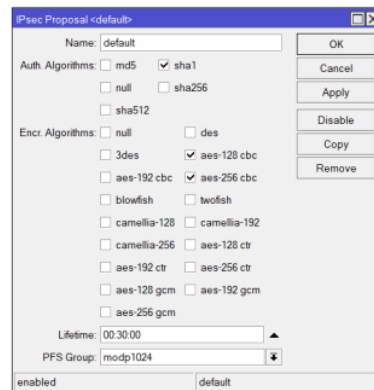 IPsec Proposal <default>
Name: default
OK
Auth. Algorithms: md5 sha1
Cancel
null sha256
Apply
sha512
Disable
Encr. Algorithms: null des
Copy
3des aes-128 cbc
Remove
aes-192 cbc aes-256 cbc
blowfish twofish
camellia-128 camellia-192
camellia-256 aes-128 ctr
aes-192 ctr aes-256 ctr
aes-128 gcm aes-192 gcm
aes-256 gcm
Lifetime: 00:30:00
PFS Group: modp1024
enabled default